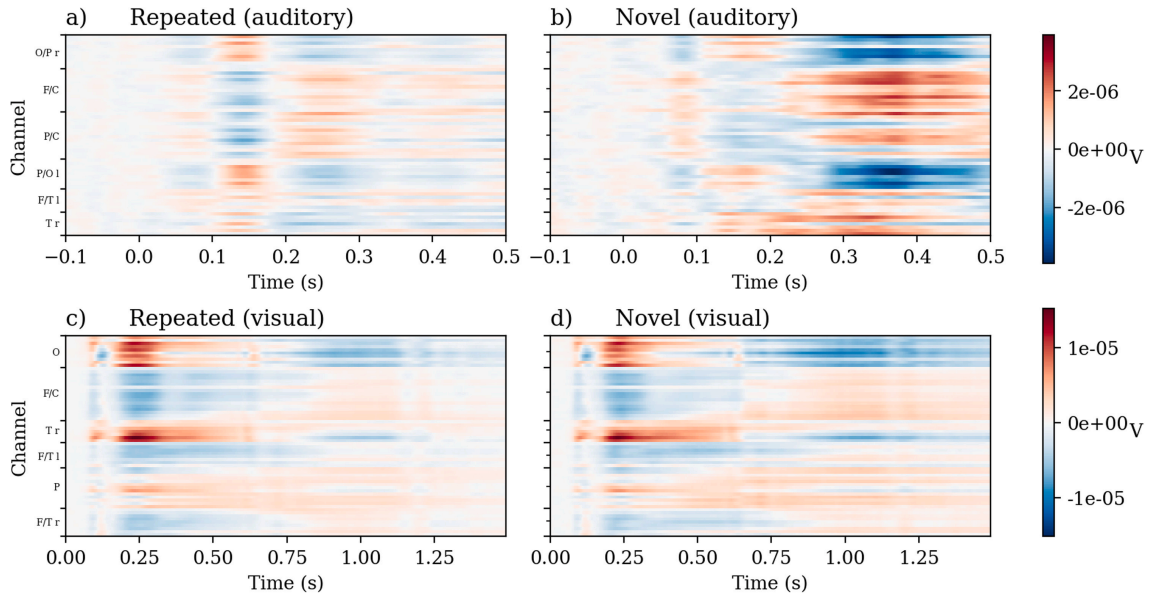 a) Repeated (auditory)
b) Novel (auditory)
Channel
O/P r
F/C
P/C
P/O l
F/T l
T r
−0.1 0.0 0.1 0.2 0.3 0.4 0.5
Time (s)
−0.1 0.0 0.1 0.2 0.3 0.4 0.5
Time (s)
2e-06
0e+00
-2e-06
V
c) Repeated (visual)
d) Novel (visual)
Channel
O
F/C
T r
F/T l
P
F/T r
0.00 0.25 0.50 0.75 1.00 1.25
Time (s)
0.00 0.25 0.50 0.75 1.00 1.25
Time (s)
1e-05
0e+00
-1e-05
V